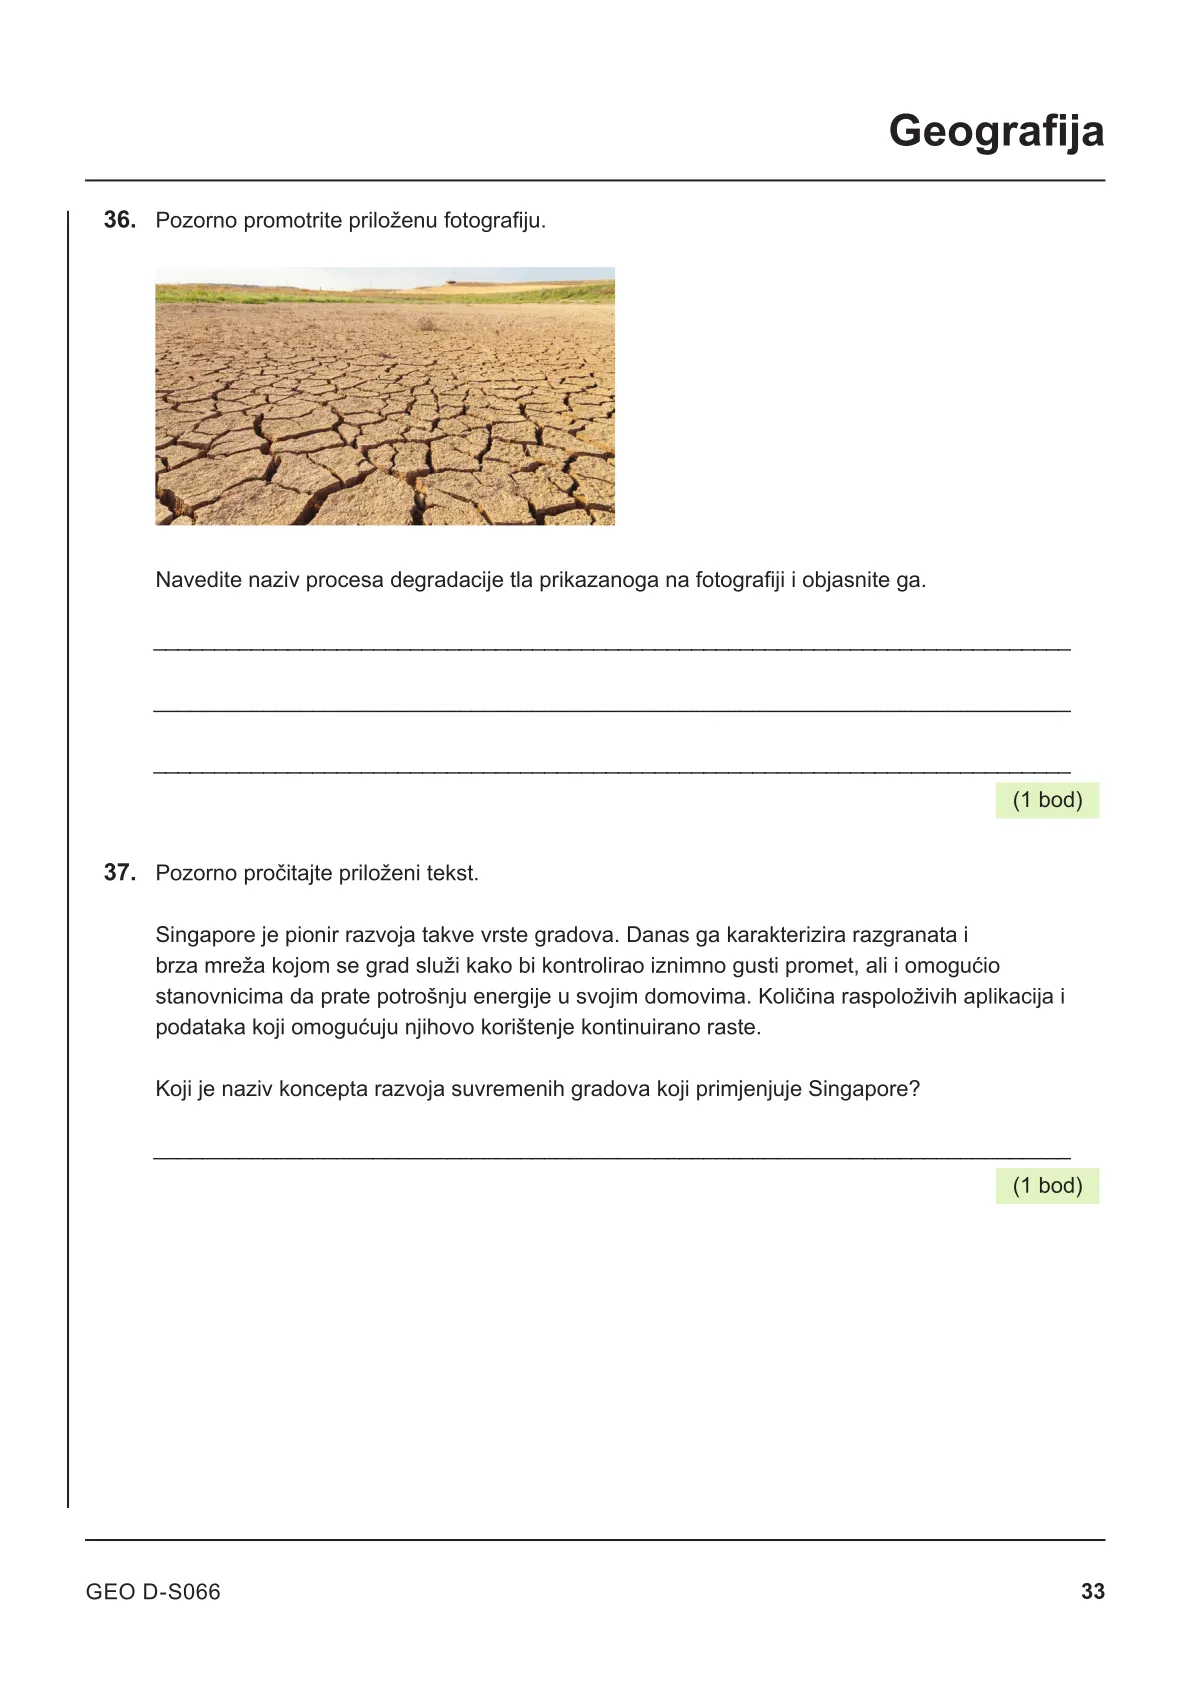 Geografija
36. Pozorno promotrite priloženu fotografiju.
Navedite naziv procesa degradacije tla prikazanoga na fotografiji i objasnite ga.
(1 bod)
37. Pozorno pročitajte priloženi tekst.
Singapore je pionir razvoja takve vrste gradova. Danas ga karakterizira razgranata i
brza mreža kojom se grad služi kako bi kontrolirao iznimno gusti promet, ali i omogućio
stanovnicima da prate potrošnju energije u svojim domovima. Količina raspoloživih aplikacija i
podataka koji omogućuju njihovo korištenje kontinuirano raste.
Koji je naziv koncepta razvoja suvremenih gradova koji primjenjuje Singapore?
(1 bod)
GEO D-S066
33